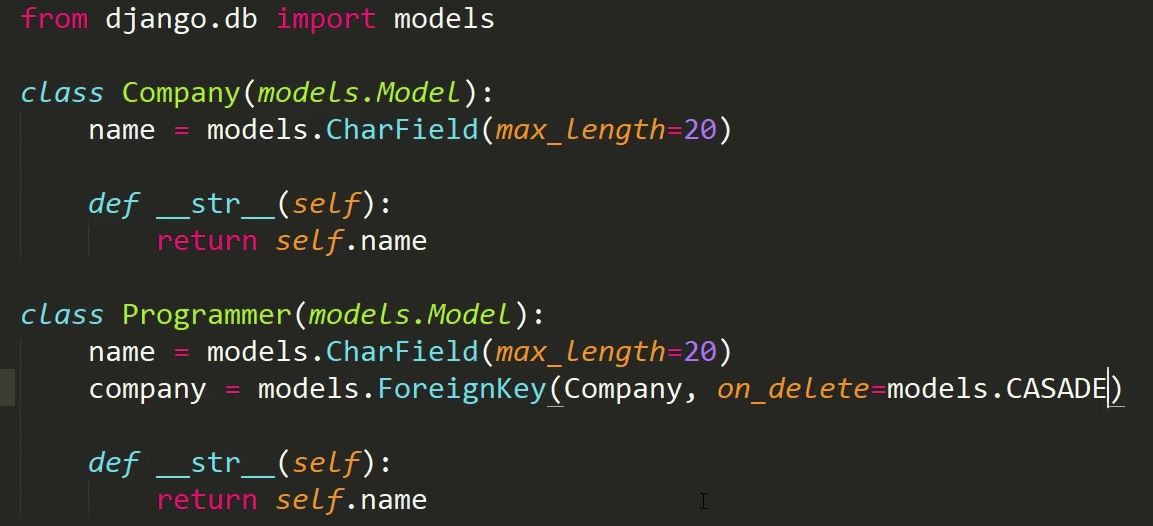 from django.db import models
class Company(models.Model):
name = models.CharField(max_length=20)
def __str__(self):
return self.name
class Programmer(models.Model):
name = models.CharField(max_length=20)
company = models.ForeignKey(Company, on_delete=models.CASADE)
def __str__(self):
return self.name